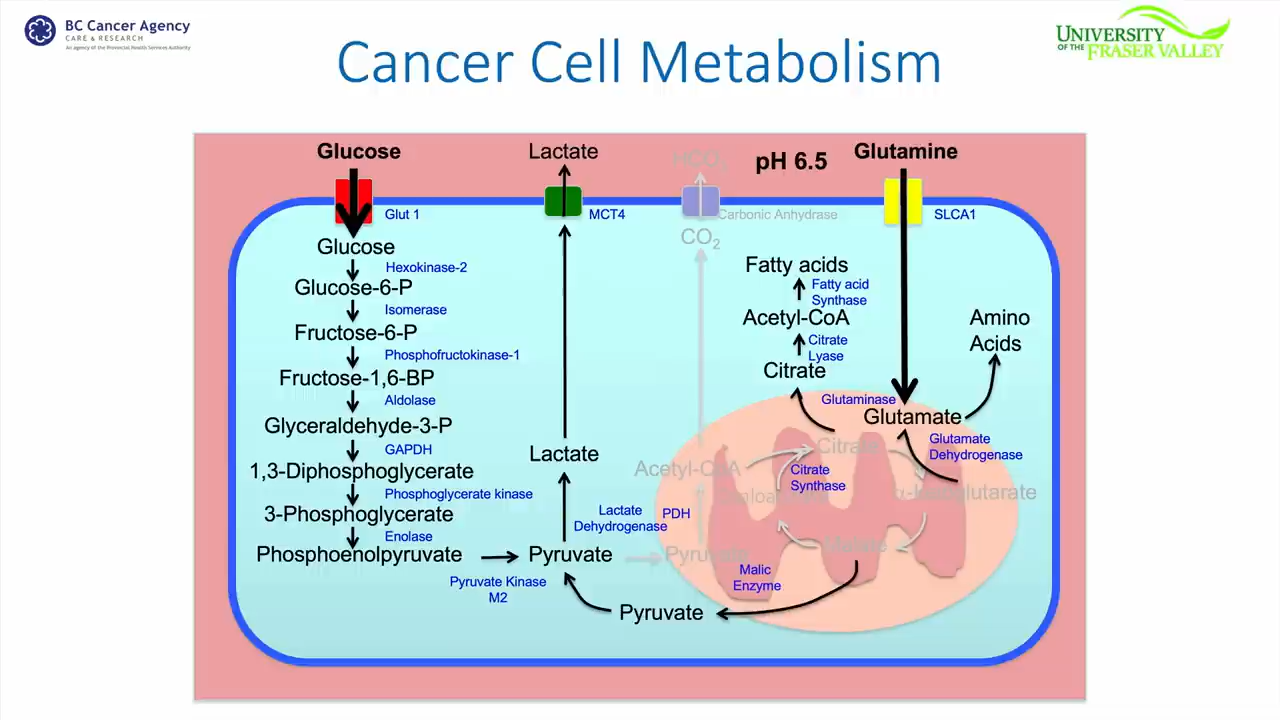 BC Cancer Agency
CARE & RESEARCH
An agency of the Provincial Health Services Authority
UNIVERSITY
OF THE FRASER VALLEY
Cancer Cell Metabolism
Glucose
Lactate
HCO₃
pH 6.5
Glutamine
Glut 1
MCT4
Carbonic Anhydrase
SLCA1
CO₂
Glucose
Hexokinase-2
Glucose-6-P
Isomerase
Fructose-6-P
Phosphofructokinase-1
Fructose-1,6-BP
Aldolase
Glyceraldehyde-3-P
GAPDH
1,3-Diphosphoglycerate
Phosphoglycerate kinase
3-Phosphoglycerate
Enolase
Phosphoenolpyruvate
Pyruvate Kinase
M2
Pyruvate
Lactate
Dehydrogenase
Lactate
PDH
Pyruvate
Acetyl-CoA
Fatty acids
Fatty acid
Synthase
Acetyl-CoA
Citrate
Lyase
Citrate
Glutaminase
Glutamate
Amino
Acids
Glutamate
Dehydrogenase
Citrate
Citrate
Synthase
Malate
Malic
Enzyme
Pyruvate